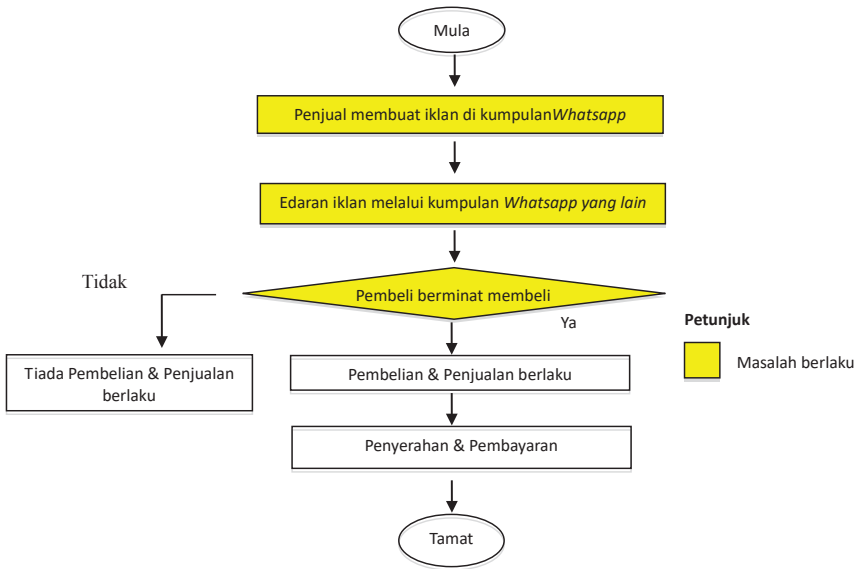 Mula
Penjual membuat iklan di kumpulanWhatsapp
Edaran iklan melalui kumpulan Whatsapp yang lain
Tidak
Pembeli berminat membeli
Ya
Petunjuk
Masalah berlaku
Tiada Pembelian & Penjualan
berlaku
Pembelian & Penjualan berlaku
Penyerahan & Pembayaran
Tamat